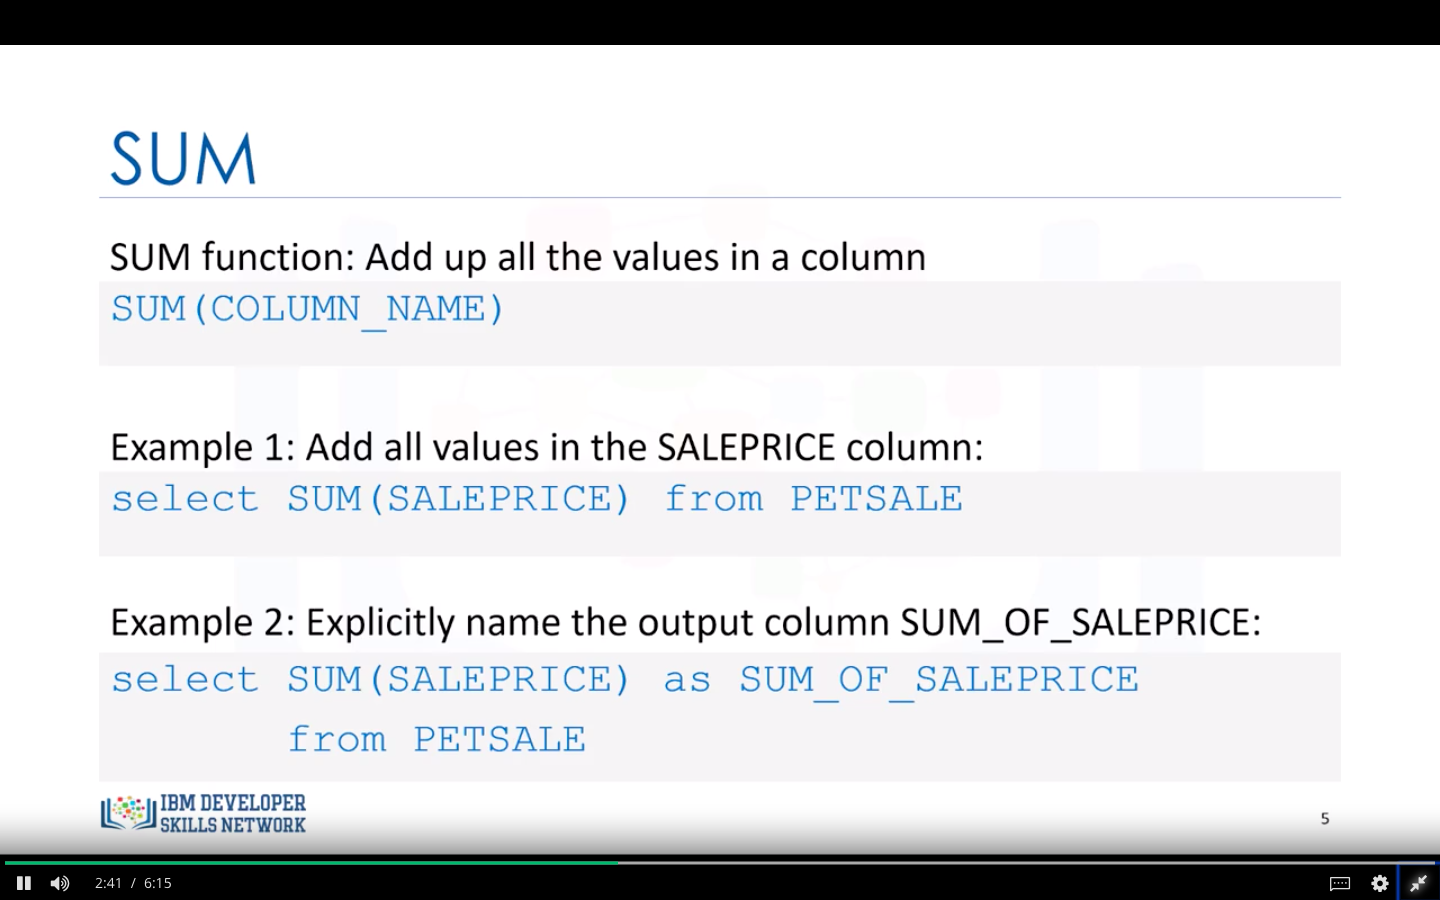 SUM
SUM function: Add up all the values in a column
SUM(COLUMN_NAME)
Example 1: Add all values in the SALEPRICE column:
select SUM(SALEPRICE) from PETSALE
Example 2: Explicitly name the output column SUM_OF_SALEPRICE:
select SUM(SALEPRICE) as SUM_OF_SALEPRICE
from PETSALE
IBM DEVELOPER
SKILLS NETWORK
5
2:41 / 6:15